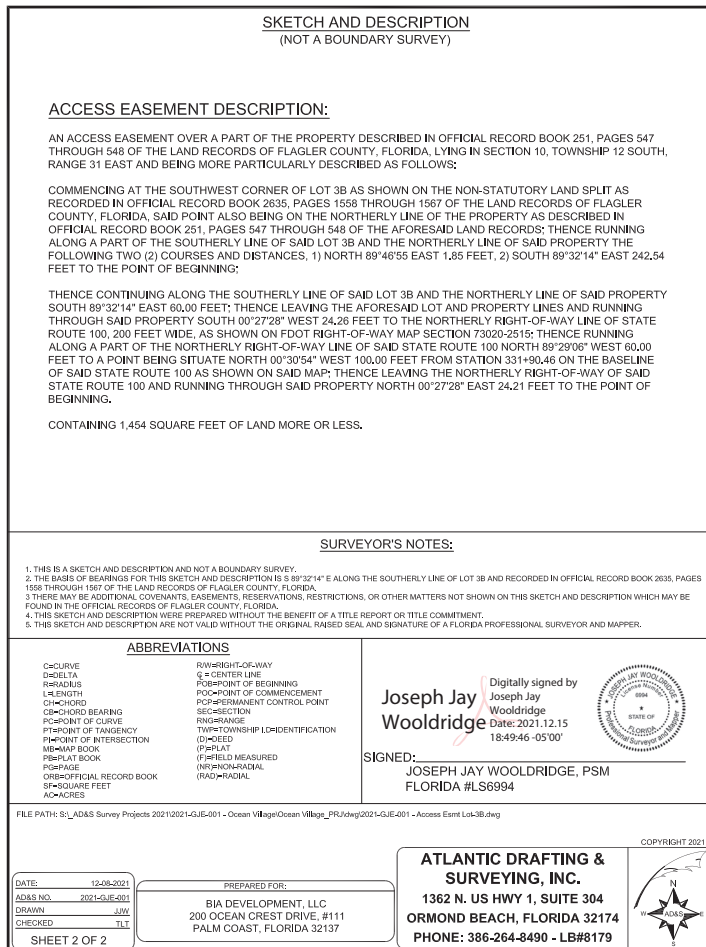 SKETCH AND DESCRIPTION
(NOT A BOUNDARY SURVEY)
ACCESS EASEMENT DESCRIPTION:
AN ACCESS EASEMENT OVER A PART OF THE PROPERTY DESCRIBED IN OFFICIAL RECORD BOOK 251, PAGES 547
THROUGH 548 OF THE LAND RECORDS OF FLAGLER COUNTY, FLORIDA, LYING IN SECTION 10, TOWNSHIP 12 SOUTH,
RANGE 31 EAST AND BEING MORE PARTICULARLY DESCRIBED AS FOLLOWS;
COMMENCING AT THE SOUTHWEST CORNER OF LOT 3B AS SHOWN ON THE NON-STATUTORY LAND SPLIT AS
RECORDED IN OFFICIAL RECORD BOOK 2635, PAGES 1558 THROUGH 1567 OF THE LAND RECORDS OF FLAGLER
COUNTY, FLORIDA, SAID POINT ALSO BEING ON THE NORTHERLY LINE OF THE PROPERTY AS DESCRIBED IN
OFFICIAL RECORD BOOK 251, PAGES 547 THROUGH 548 OF THE AFORESAID LAND RECORDS; THENCE RUNNING
ALONG A PART OF THE SOUTHERLY LINE OF SAID LOT 3B AND THE NORTHERLY LINE OF SAID PROPERTY THE
FOLLOWING TWO (2) COURSES AND DISTANCES, 1) NORTH 89°46'55 EAST 1.85 FEET, 2) SOUTH 89°32'14" EAST 242.54
FEET TO THE POINT OF BEGINNING;
THENCE CONTINUING ALONG THE SOUTHERLY LINE OF SAID LOT 3B AND THE NORTHERLY LINE OF SAID PROPERTY
SOUTH 89°32'14" EAST 60.00 FEET; THENCE LEAVING THE AFORESAID LOT AND PROPERTY LINES AND RUNNING
THROUGH SAID PROPERTY SOUTH 00°27'28" WEST 24.26 FEET TO THE NORTHERLY RIGHT-OF-WAY LINE OF STATE
ROUTE 100, 200 FEET WIDE, AS SHOWN ON FDOT RIGHT-OF-WAY MAP SECTION 73020-2515; THENCE RUNNING
ALONG A PART OF THE NORTHERLY RIGHT-OF-WAY LINE OF SAID STATE ROUTE 100 NORTH 89°29'06" WEST 60.00
FEET TO A POINT BEING SITUATE NORTH 00°30'54" WEST 100.00 FEET FROM STATION 331+90.46 ON THE BASELINE
OF SAID STATE ROUTE 100 AS SHOWN ON SAID MAP; THENCE LEAVING THE NORTHERLY RIGHT-OF-WAY OF SAID
STATE ROUTE 100 AND RUNNING THROUGH SAID PROPERTY NORTH 00°27'28" EAST 24.21 FEET TO THE POINT OF
BEGINNING.
CONTAINING 1,454 SQUARE FEET OF LAND MORE OR LESS.
SURVEYOR'S NOTES:
1. THIS IS A SKETCH AND DESCRIPTION AND NOT A BOUNDARY SURVEY.
2. THE BASIS OF BEARINGS FOR THIS SKETCH AND DESCRIPTION IS S 89°32'14" E ALONG THE SOUTHERLY LINE OF LOT 3B AND RECORDED IN OFFICIAL RECORD BOOK 2635, PAGES
1558 THROUGH 1567 OF THE LAND RECORDS OF FLAGLER COUNTY, FLORIDA.
3 THERE MAY BE ADDITIONAL COVENANTS, EASEMENTS, RESERVATIONS, RESTRICTIONS, OR OTHER MATTERS NOT SHOWN ON THIS SKETCH AND DESCRIPTION WHICH MAY BE
FOUND IN THE OFFICIAL RECORDS OF FLAGLER COUNTY, FLORIDA.
4. THIS SKETCH AND DESCRIPTION WERE PREPARED WITHOUT THE BENEFIT OF A TITLE REPORT OR TITLE COMMITMENT.
5. THIS SKETCH AND DESCRIPTION ARE NOT VALID WITHOUT THE ORIGINAL RAISED SEAL AND SIGNATURE OF A FLORIDA PROFESSIONAL SURVEYOR AND MAPPER.
ABBREVIATIONS
C=CURVE
D=DELTA
R=RADIUS
L=LENGTH
CH=CHORD
CB=CHORD BEARING
PC=POINT OF CURVE
PT=POINT OF TANGENCY
PI=POINT OF INTERSECTION
MB=MAP BOOK
PB=PLAT BOOK
PG=PAGE
ORB=OFFICIAL RECORD BOOK
SF=SQUARE FEET
AC=ACRES
R/W=RIGHT-OF-WAY
℄ = CENTER LINE
POB=POINT OF BEGINNING
POC=POINT OF COMMENCEMENT
PCP=PERMANENT CONTROL POINT
SEC=SECTION
RNG=RANGE
TWP=TOWNSHIP I.D=IDENTIFICATION
(D)=DEED
(P)=PLAT
(F)=FIELD MEASURED
(NR)=NON-RADIAL
(RAD)=RADIAL
Joseph Jay
Wooldridge
Digitally signed by
Joseph Jay
Wooldridge
Date: 2021.12.15
18:49:46 -05'00'
JOSEPH JAY WOOLDRIDGE
License Number
6994
STATE OF
FLORIDA
Professional Surveyor and Mapper
SIGNED:
JOSEPH JAY WOOLDRIDGE, PSM
FLORIDA #LS6994
FILE PATH: S:\_AD&S Survey Projects 2021\2021-GJE-001 - Ocean Village\Ocean Village_PRJ\dwg\2021-GJE-001 - Access Esmt Lot-3B.dwg
COPYRIGHT 2021
DATE: 12-08-2021
AD&S NO. 2021-GJE-001
DRAWN JJW
CHECKED TLT
SHEET 2 OF 2
PREPARED FOR:
BIA DEVELOPMENT, LLC
200 OCEAN CREST DRIVE, #111
PALM COAST, FLORIDA 32137
ATLANTIC DRAFTING &
SURVEYING, INC.
1362 N. US HWY 1, SUITE 304
ORMOND BEACH, FLORIDA 32174
PHONE: 386-264-8490 - LB#8179
N
W AD&S E
S